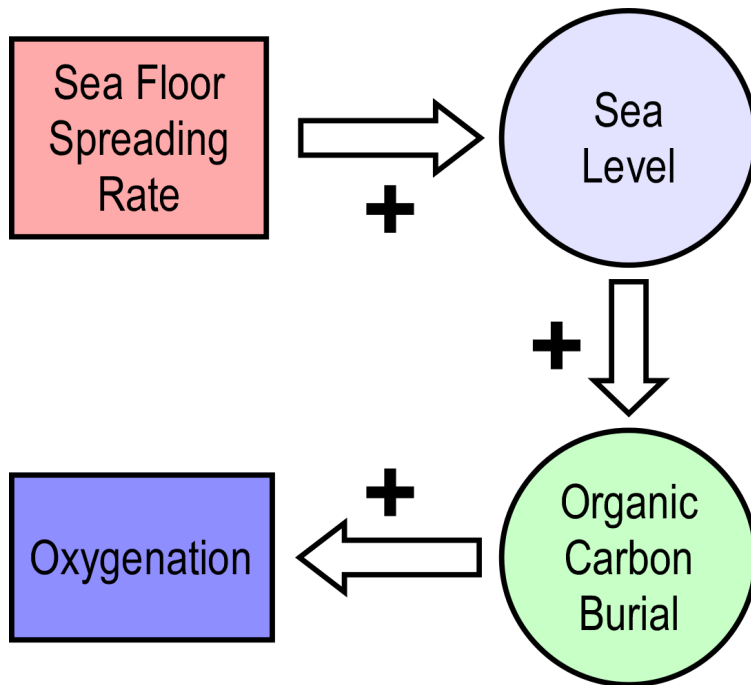 Sea Floor
Spreading
Rate
+
Sea
Level
+
Organic
Carbon
Burial
+
Oxygenation